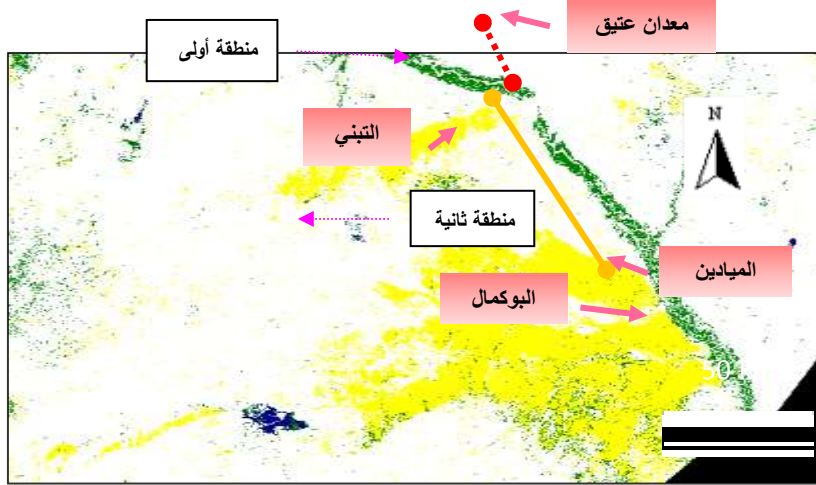 معدان عتيق
منطقة أولى
N
التبني
منطقة ثانية
الميادين
البوكمال
50